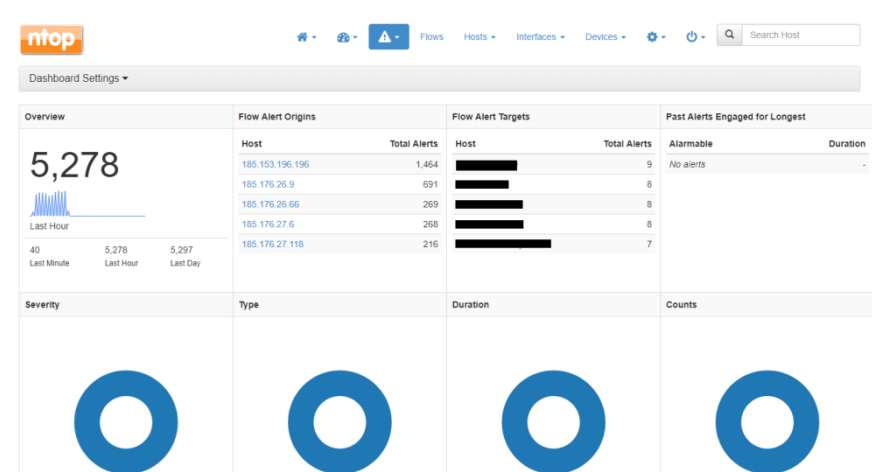 ntop
Flows Hosts Interfaces Devices Search Host
Dashboard Settings
Overview
5,278
Last Hour
40 5,278 5,297
Last Minute Last Hour Last Day
Flow Alert Origins
Host Total Alerts
185.153.196.196 1,464
185.176.26.9 691
185.176.26.66 269
185.176.27.6 268
185.176.27.118 216
Flow Alert Targets
Host Total Alerts
9
8
8
8
7
Past Alerts Engaged for Longest
Alarmable Duration
No alerts -
Severity Type Duration Counts